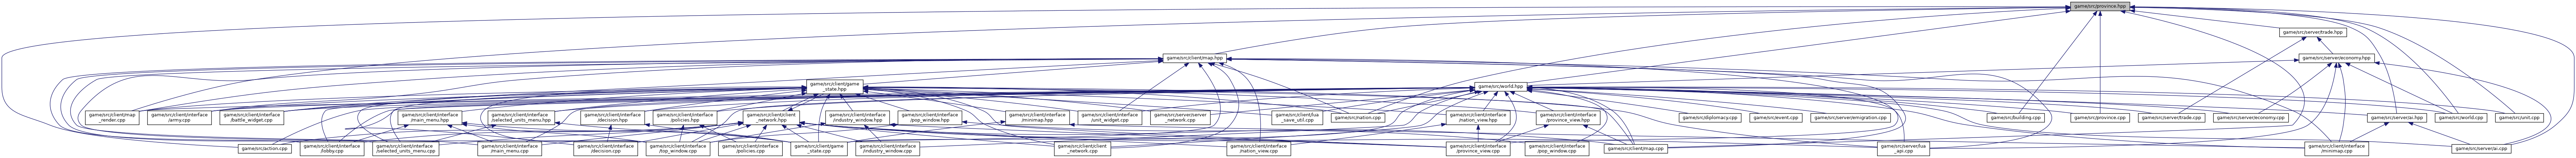 game/src/province.hpp
game/src/server/trade.hpp
game/src/client/map.hpp
game/src/server/economy.hpp
game/src/client/game
_state.hpp
game/src/world.hpp
game/src/client/map
_render.cpp
game/src/client/interface
/army.cpp
game/src/client/interface
/battle_widget.cpp
game/src/client/interface
/main_menu.hpp
game/src/client/interface
/selected_units_menu.hpp
game/src/client/interface
/decision.hpp
game/src/client/interface
/policies.hpp
game/src/client/client
_network.hpp
game/src/client/interface
/industry_window.hpp
game/src/client/interface
/pop_window.hpp
game/src/client/interface
/minimap.hpp
game/src/client/interface
/unit_widget.cpp
game/src/server/server
_network.cpp
game/src/client/lua
_save_util.cpp
game/src/nation.cpp
game/src/client/interface
/nation_view.hpp
game/src/client/interface
/province_view.hpp
game/src/diplomacy.cpp
game/src/event.cpp
game/src/server/emigration.cpp
game/src/building.cpp
game/src/province.cpp
game/src/server/trade.cpp
game/src/server/economy.cpp
game/src/server/ai.hpp
game/src/world.cpp
game/src/unit.cpp
game/src/action.cpp
game/src/client/interface
/lobby.cpp
game/src/client/interface
/selected_units_menu.cpp
game/src/client/interface
/main_menu.cpp
game/src/client/interface
/decision.cpp
game/src/client/interface
/top_window.cpp
game/src/client/interface
/policies.cpp
game/src/client/game
_state.cpp
game/src/client/interface
/industry_window.cpp
game/src/client/client
_network.cpp
game/src/client/interface
/nation_view.cpp
game/src/client/interface
/province_view.cpp
game/src/client/interface
/pop_window.cpp
game/src/client/map.cpp
game/src/server/lua
_api.cpp
game/src/client/interface
/minimap.cpp
game/src/server/ai.cpp